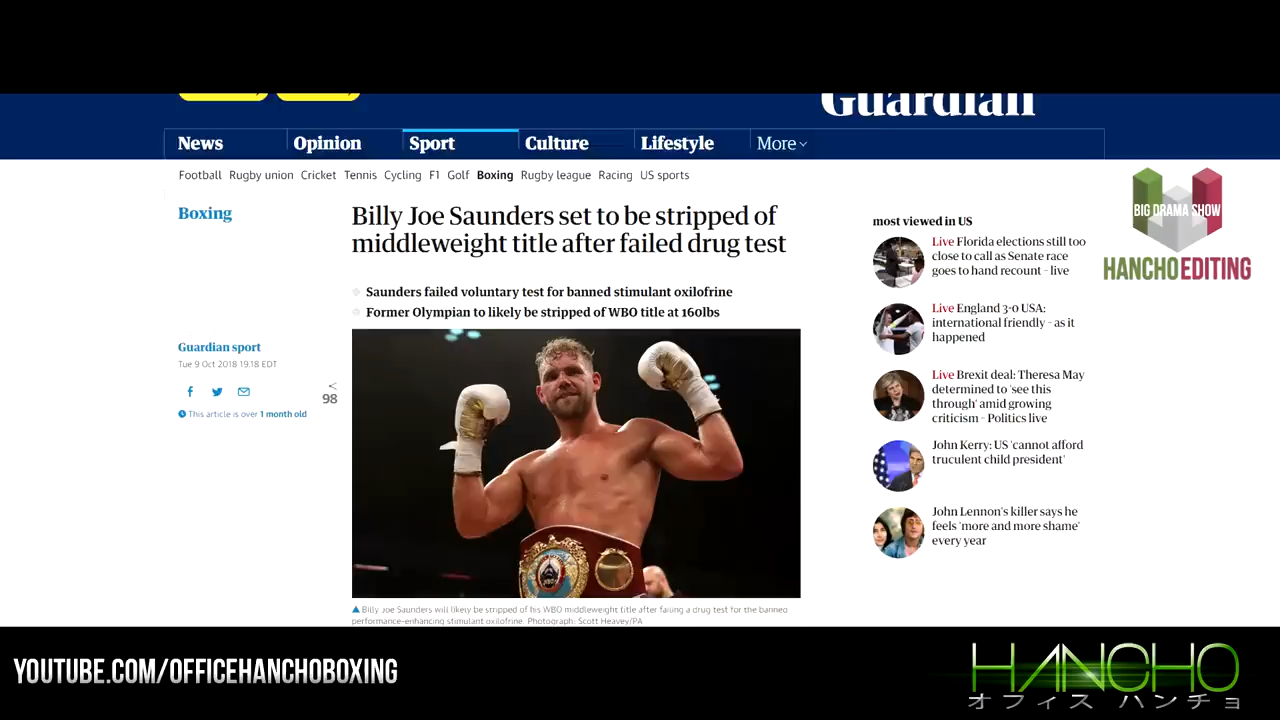 Guardian
News
Opinion
Sport
Culture
Lifestyle
More
Football Rugby union Cricket Tennis Cycling F1 Golf Boxing Rugby league Racing US sports
Boxing
Billy Joe Saunders set to be stripped of
middleweight title after failed drug test
Saunders failed voluntary test for banned stimulant oxilofrine
Former Olympian to likely be stripped of WBO title at 160lbs
Guardian sport
Tue 9 Oct 2018 19.18 EDT
98
This article is over 1 month old
Billy Joe Saunders will likely be stripped of his WBO middleweight title after failing a drug test for the banned
performance-enhancing stimulant oxilofrine. Photograph: Scott Heavey/PA
most viewed in US
Live Florida elections still too
close to call as Senate race
goes to hand recount – live
Live England 3-0 USA:
international friendly – as it
happened
Live Brexit deal: Theresa May
determined to 'see this
through' amid growing
criticism – Politics live
John Kerry: US 'cannot afford
truculent child president'
John Lennon's killer says he
feels 'more and more shame'
every year
BIG DRAMA SHOW
HANCHOEDITING
YOUTUBE.COM/OFFICEHANCHOBOXING
HANCHO
オフィス ハンチョ